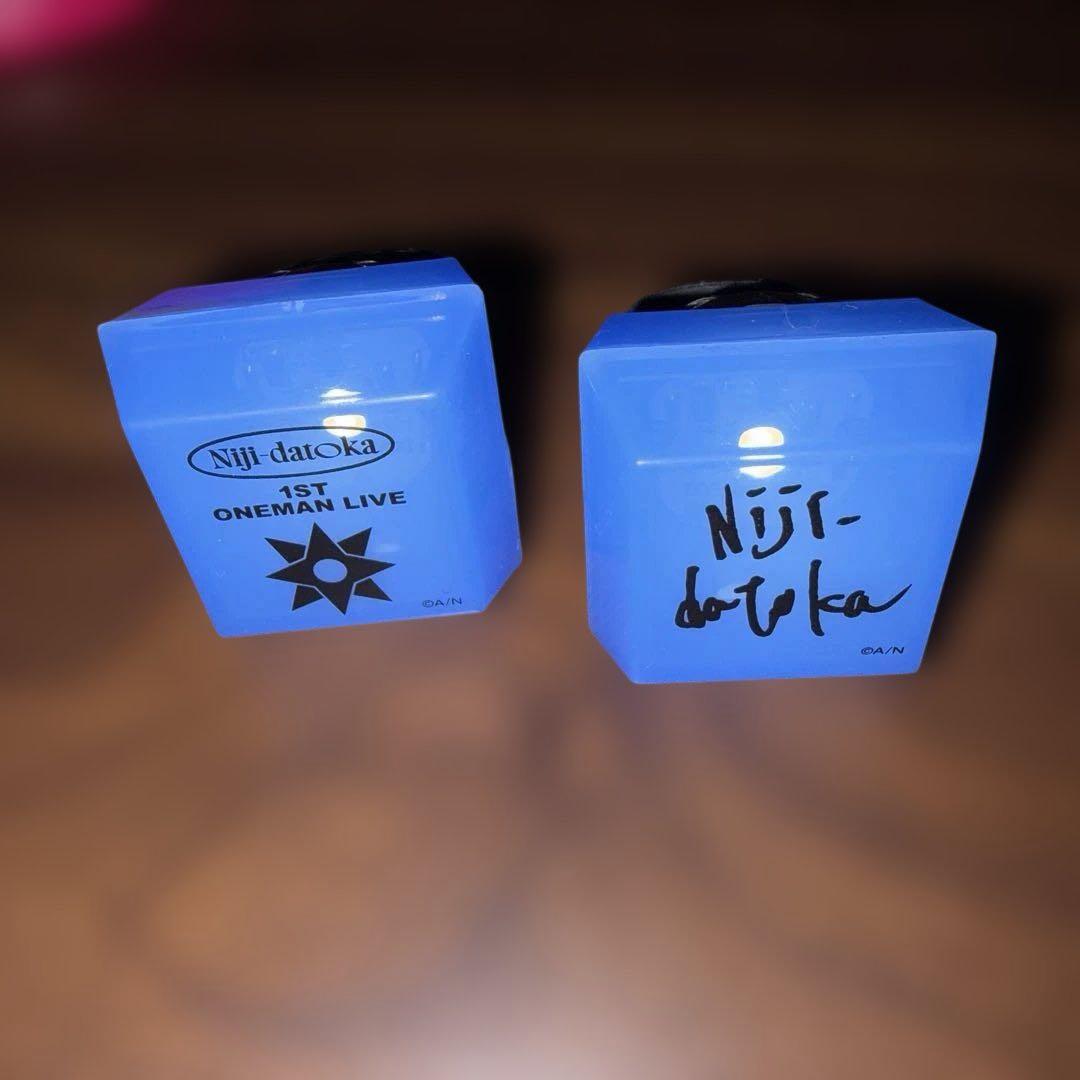 Niji-datoka
1ST
ONEMAN LIVE
©A/N
Niji-
datoka
©A/N